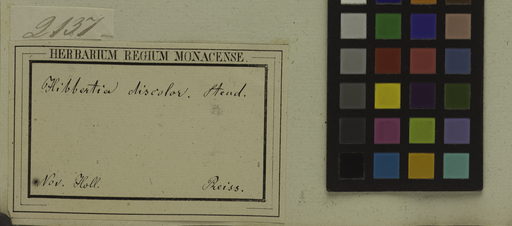 2137
HERBARIUM REGIUM MONACENSE.
Hibbertia discolor. Steud.
Nov. Holl. Preiss.